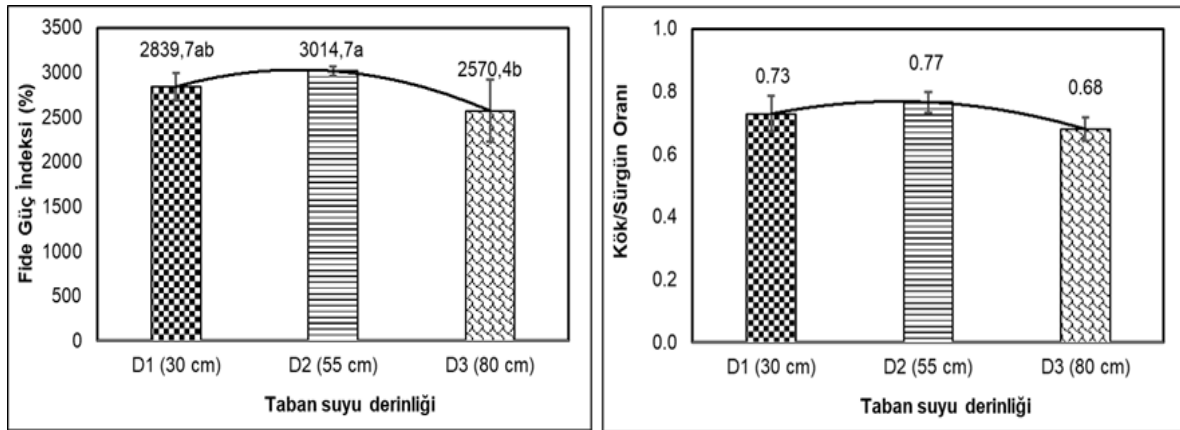 Fide Güç İndeksi (%)
3500
3000
2500
2000
1500
1000
500
0
2839,7ab
3014,7a
2570,4b
D1 (30 cm)
D2 (55 cm)
D3 (80 cm)
Taban suyu derinliği
Kök/Sürgün Oranı
1.0
0.8
0.6
0.4
0.2
0.0
0.73
0.77
0.68
D1 (30 cm)
D2 (55 cm)
D3 (80 cm)
Taban suyu derinliği